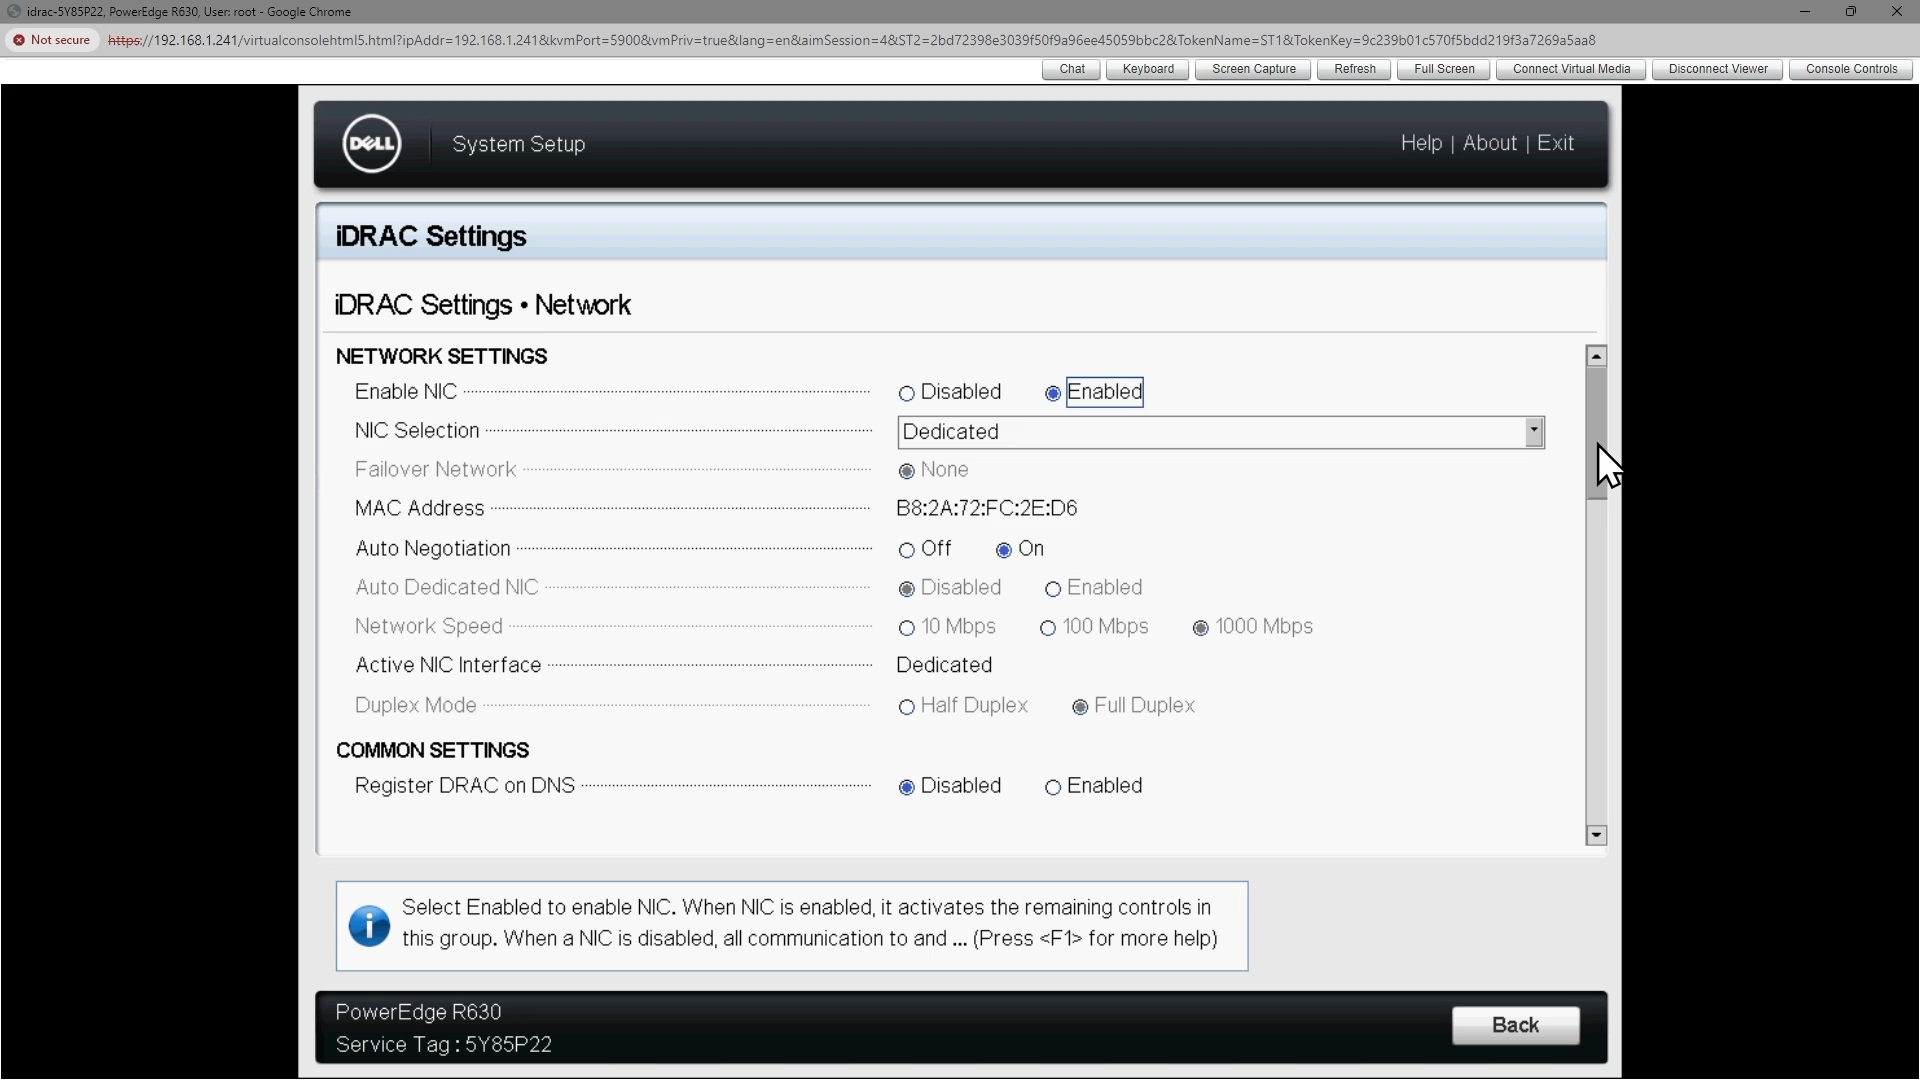 idrac-5Y85P22, PowerEdge R630, User: root - Google Chrome
Not secure https://192.168.1.241/virtualconsolehtml5.html?ipAddr=192.168.1.241&kvmPort=5900&vmPriv=true&lang=en&aimSession=4&ST2=2bd72398e3039f50f9a96ee45059bbc2&TokenName=ST1&TokenKey=9c239b01c570f5bdd219f3a7269a5aa8
Chat Keyboard Screen Capture Refresh Full Screen Connect Virtual Media Disconnect Viewer Console Controls
DELL System Setup Help | About | Exit
iDRAC Settings
iDRAC Settings • Network
NETWORK SETTINGS
Enable NIC Disabled Enabled
NIC Selection Dedicated
Failover Network None
MAC Address B8:2A:72:FC:2E:D6
Auto Negotiation Off On
Auto Dedicated NIC Disabled Enabled
Network Speed 10 Mbps 100 Mbps 1000 Mbps
Active NIC Interface Dedicated
Duplex Mode Half Duplex Full Duplex
COMMON SETTINGS
Register DRAC on DNS Disabled Enabled
Select Enabled to enable NIC. When NIC is enabled, it activates the remaining controls in
this group. When a NIC is disabled, all communication to and ... (Press <F1> for more help)
PowerEdge R630
Service Tag : 5Y85P22
Back